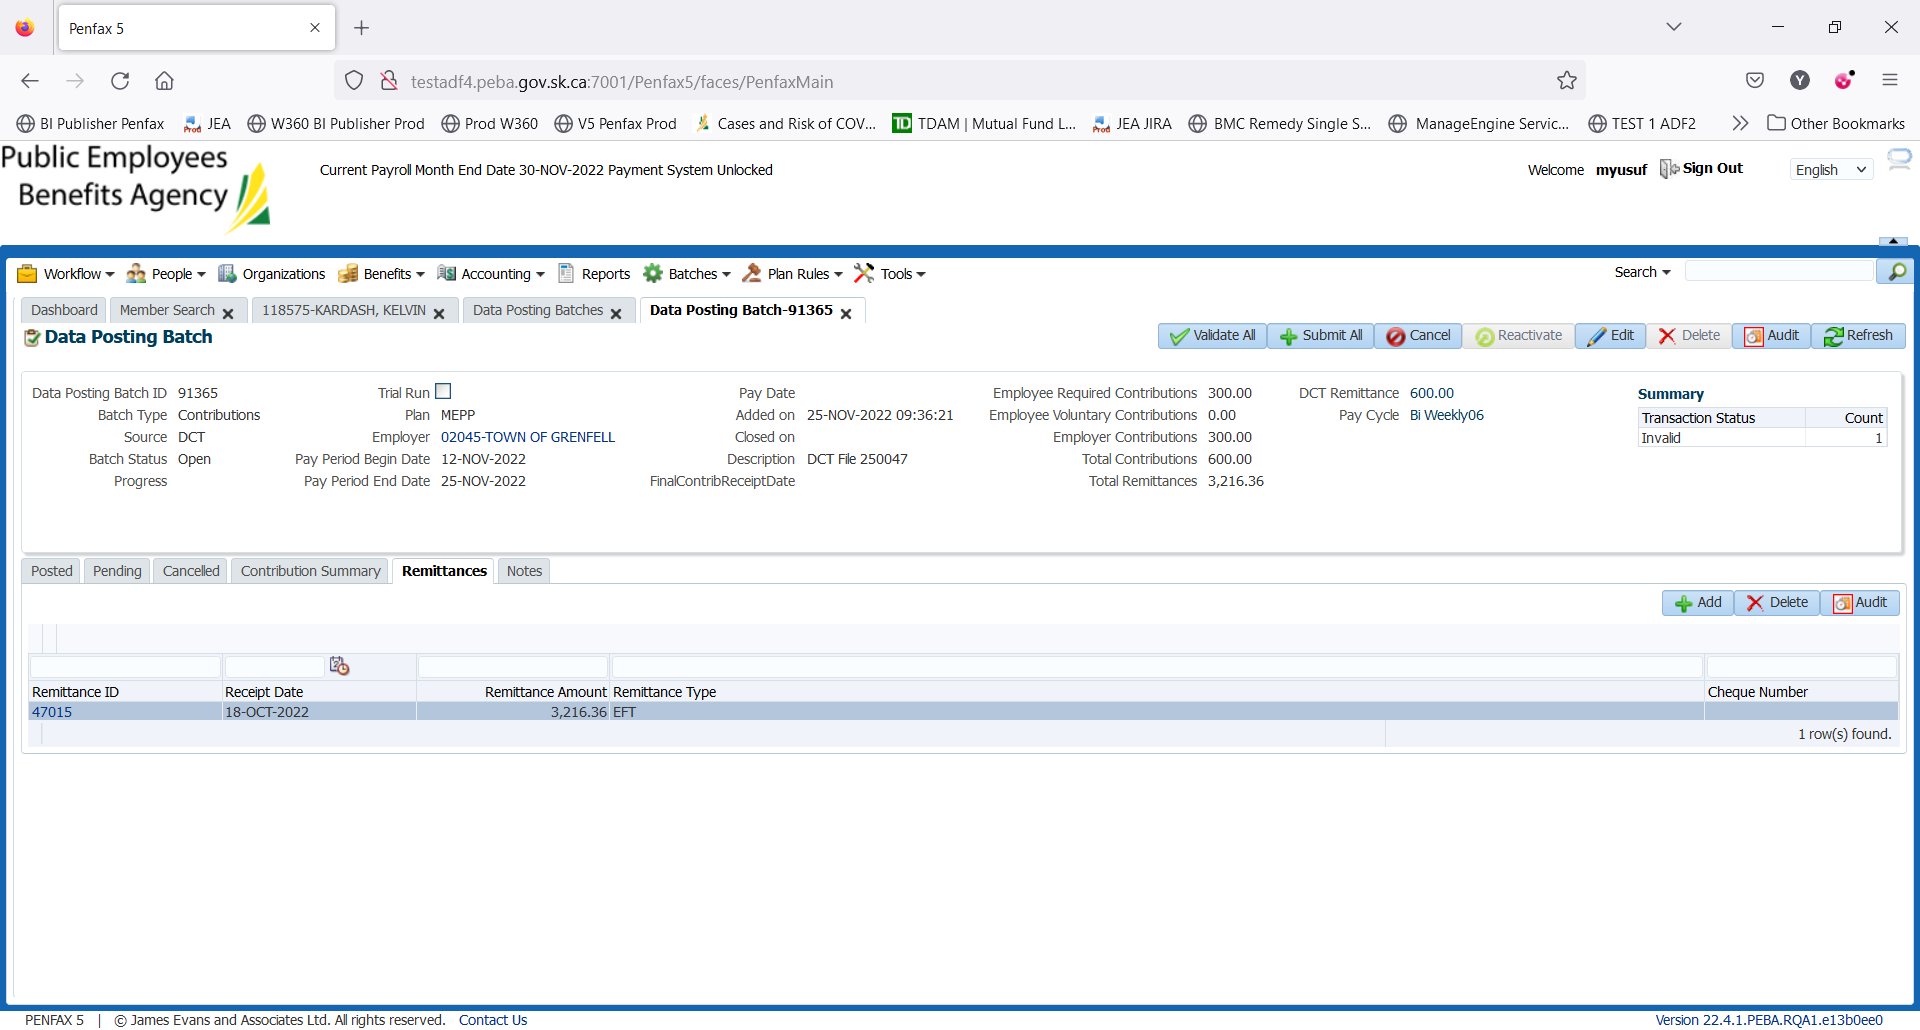 Penfax 5
testadf4.peba.gov.sk.ca:7001/Penfax5/faces/PenfaxMain
BI Publisher Penfax JEA W360 BI Publisher Prod Prod W360 V5 Penfax Prod Cases and Risk of COV... TD TDAM | Mutual Fund L... JEA JIRA BMC Remedy Single S... ManageEngine Servic... TEST 1 ADF2 Other Bookmarks
Public Employees
Benefits Agency
Current Payroll Month End Date 30-NOV-2022 Payment System Unlocked
Welcome myusuf Sign Out English
Workflow People Organizations Benefits Accounting Reports Batches Plan Rules Tools Search
Dashboard Member Search 118575-KARDASH, KELVIN Data Posting Batches Data Posting Batch-91365
Data Posting Batch
Validate All Submit All Cancel Reactivate Edit Delete Audit Refresh
Data Posting Batch ID 91365 Trial Run Pay Date Employee Required Contributions 300.00 DCT Remittance 600.00 Summary
Batch Type Contributions Plan MEPP Added on 25-NOV-2022 09:36:21 Employee Voluntary Contributions 0.00 Pay Cycle Bi Weekly06 Transaction Status Count
Source DCT Employer 02045-TOWN OF GRENFELL Closed on Employer Contributions 300.00 Invalid 1
Batch Status Open Pay Period Begin Date 12-NOV-2022 Description DCT File 250047 Total Contributions 600.00
Progress Pay Period End Date 25-NOV-2022 FinalContribReceiptDate Total Remittances 3,216.36
Posted Pending Cancelled Contribution Summary Remittances Notes
Add Delete Audit
Remittance ID Receipt Date Remittance Amount Remittance Type Cheque Number
47015 18-OCT-2022 3,216.36 EFT
1 row(s) found.
PENFAX 5 | © James Evans and Associates Ltd. All rights reserved. Contact Us Version 22.4.1.PEBA.RQA1.e13b0ee0